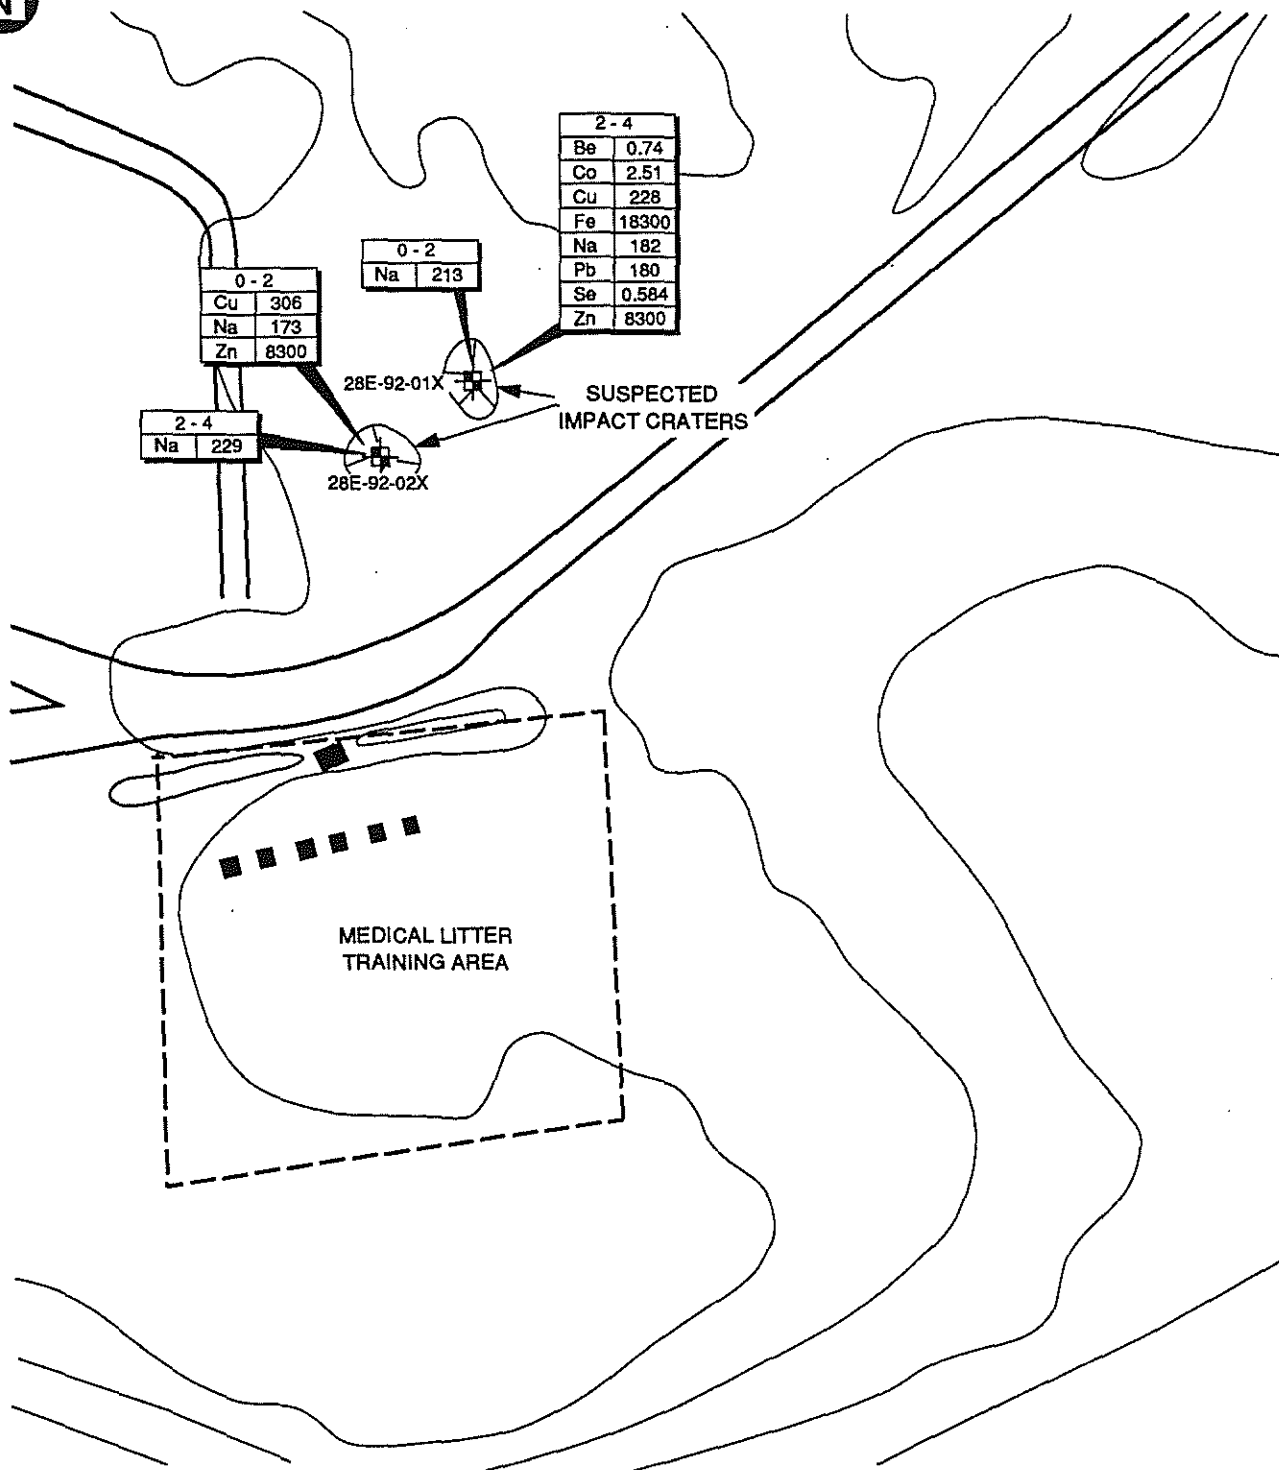 N
2 - 4
Be 0.74
Co 2.51
Cu 228
Fe 18300
Na 182
Pb 180
Se 0.584
Zn 8300
0 - 2
Na 213
0 - 2
Cu 306
Na 173
Zn 8300
28E-92-01X
SUSPECTED
IMPACT CRATERS
2 - 4
Na 229
28E-92-02X
MEDICAL LITTER
TRAINING AREA